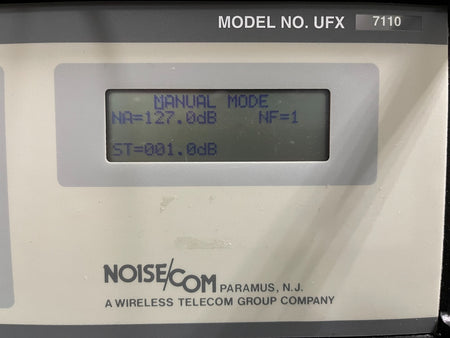 MODEL NO. UFX 7110
MANUAL MODE
NA=127.0dB NF=1
ST=001.0dB
NOISE/COM PARAMUS, N.J.
A WIRELESS TELECOM GROUP COMPANY